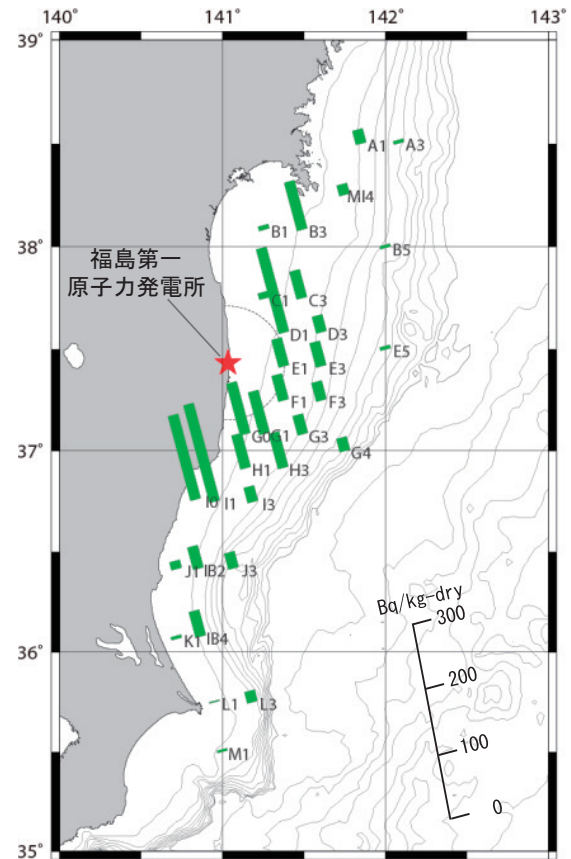 140°
141°
142°
143°
39°
A1
A3
MI4
B1
B3
38°
B5
福島第一
原子力発電所
C1
C3
D1
D3
E1
E3
E5
F1
F3
G0
G1
G3
37°
G4
H1
H3
I0
I1
I3
J1
IB2
J3
Bq/kg-dry
300
K1
IB4
36°
200
L1
L3
100
M1
0
35°